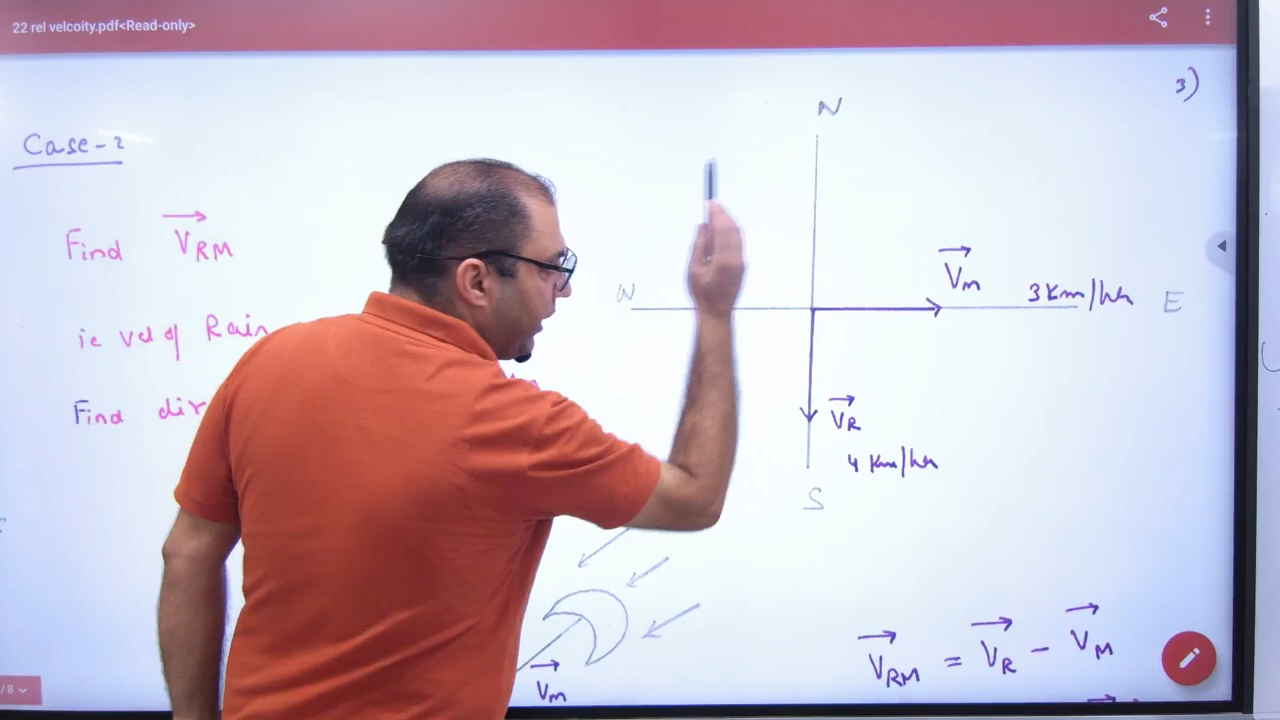 22 rel velcoity.pdf<Read-only>
3)
N
Case-2
Find V⃗RM
V⃗m
W
3 Km/hr
E
ie vel of Rain
Find dir
V⃗R
4 Km/hr
S
V⃗RM = V⃗R - V⃗M
V⃗m
/8